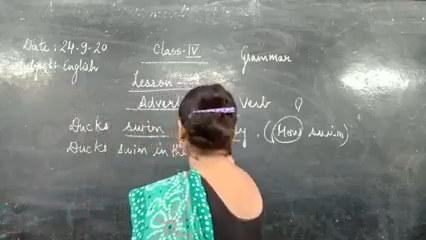 Date: 24.9.20
Class-IV
Grammar
Subject: English
Lesson
Adverb Verb
Ducks swim y. (How swim)
Ducks swim in the